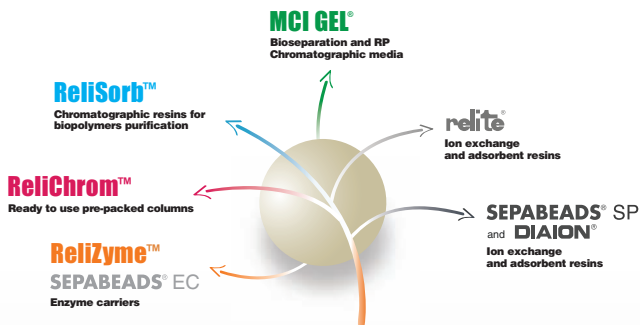 MCI GEL®
Bioseparation and RP
Chromatographic media
ReliSorb™
Chromatographic resins for
biopolymers purification
relite®
Ion exchange
and adsorbent resins
ReliChrom™
Ready to use pre-packed columns
SEPABEADS® SP
and DIAION®
Ion exchange
and adsorbent resins
ReliZyme™
SEPABEADS® EC
Enzyme carriers